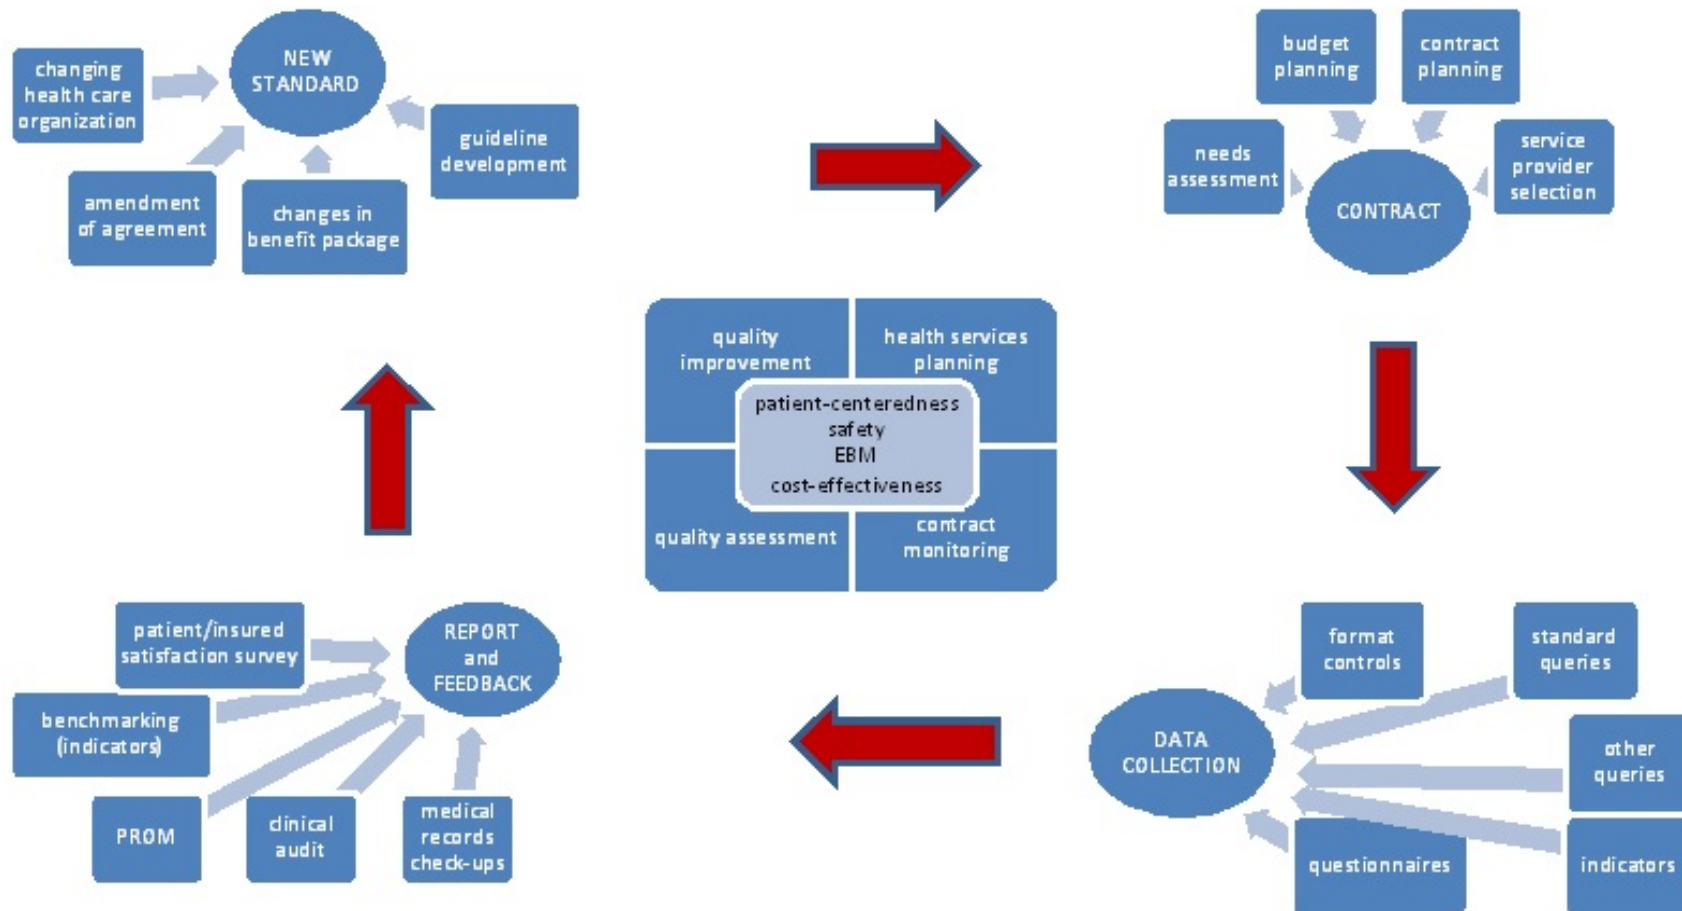 NEW
STANDARD
changing
health care
organization
amendment
of agreement
changes in
benefit package
guideline
development
budget
planning
contract
planning
needs
assessment
service
provider
selection
CONTRACT
quality
improvement
health services
planning
patient-centeredness
safety
EBM
cost-effectiveness
quality assessment
contract
monitoring
patient/insured
satisfaction survey
REPORT
and
FEEDBACK
benchmarking
(indicators)
PROM
clinical
audit
medical
records
check-ups
format
controls
standard
queries
DATA
COLLECTION
other
queries
questionnaires
indicators